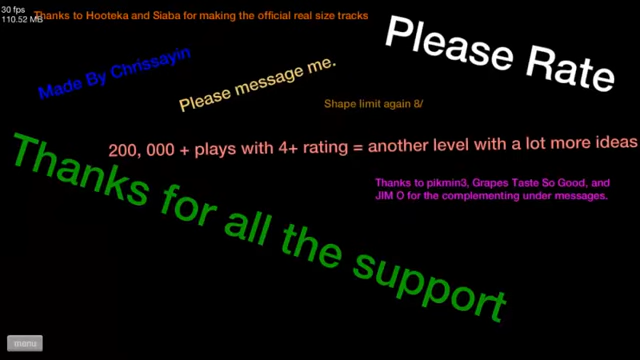 30 fps
110.52 MB
Thanks to Hooteka and Siaba for making the official real size tracks
Please Rate
Made By Chrissayin
Please message me.
Shape limit again 8/
200, 000 + plays with 4+ rating = another level with a lot more ideas
Thanks to pikmin3, Grapes Taste So Good, and
JIM O for the complementing under messages.
Thanks for all the support
menu